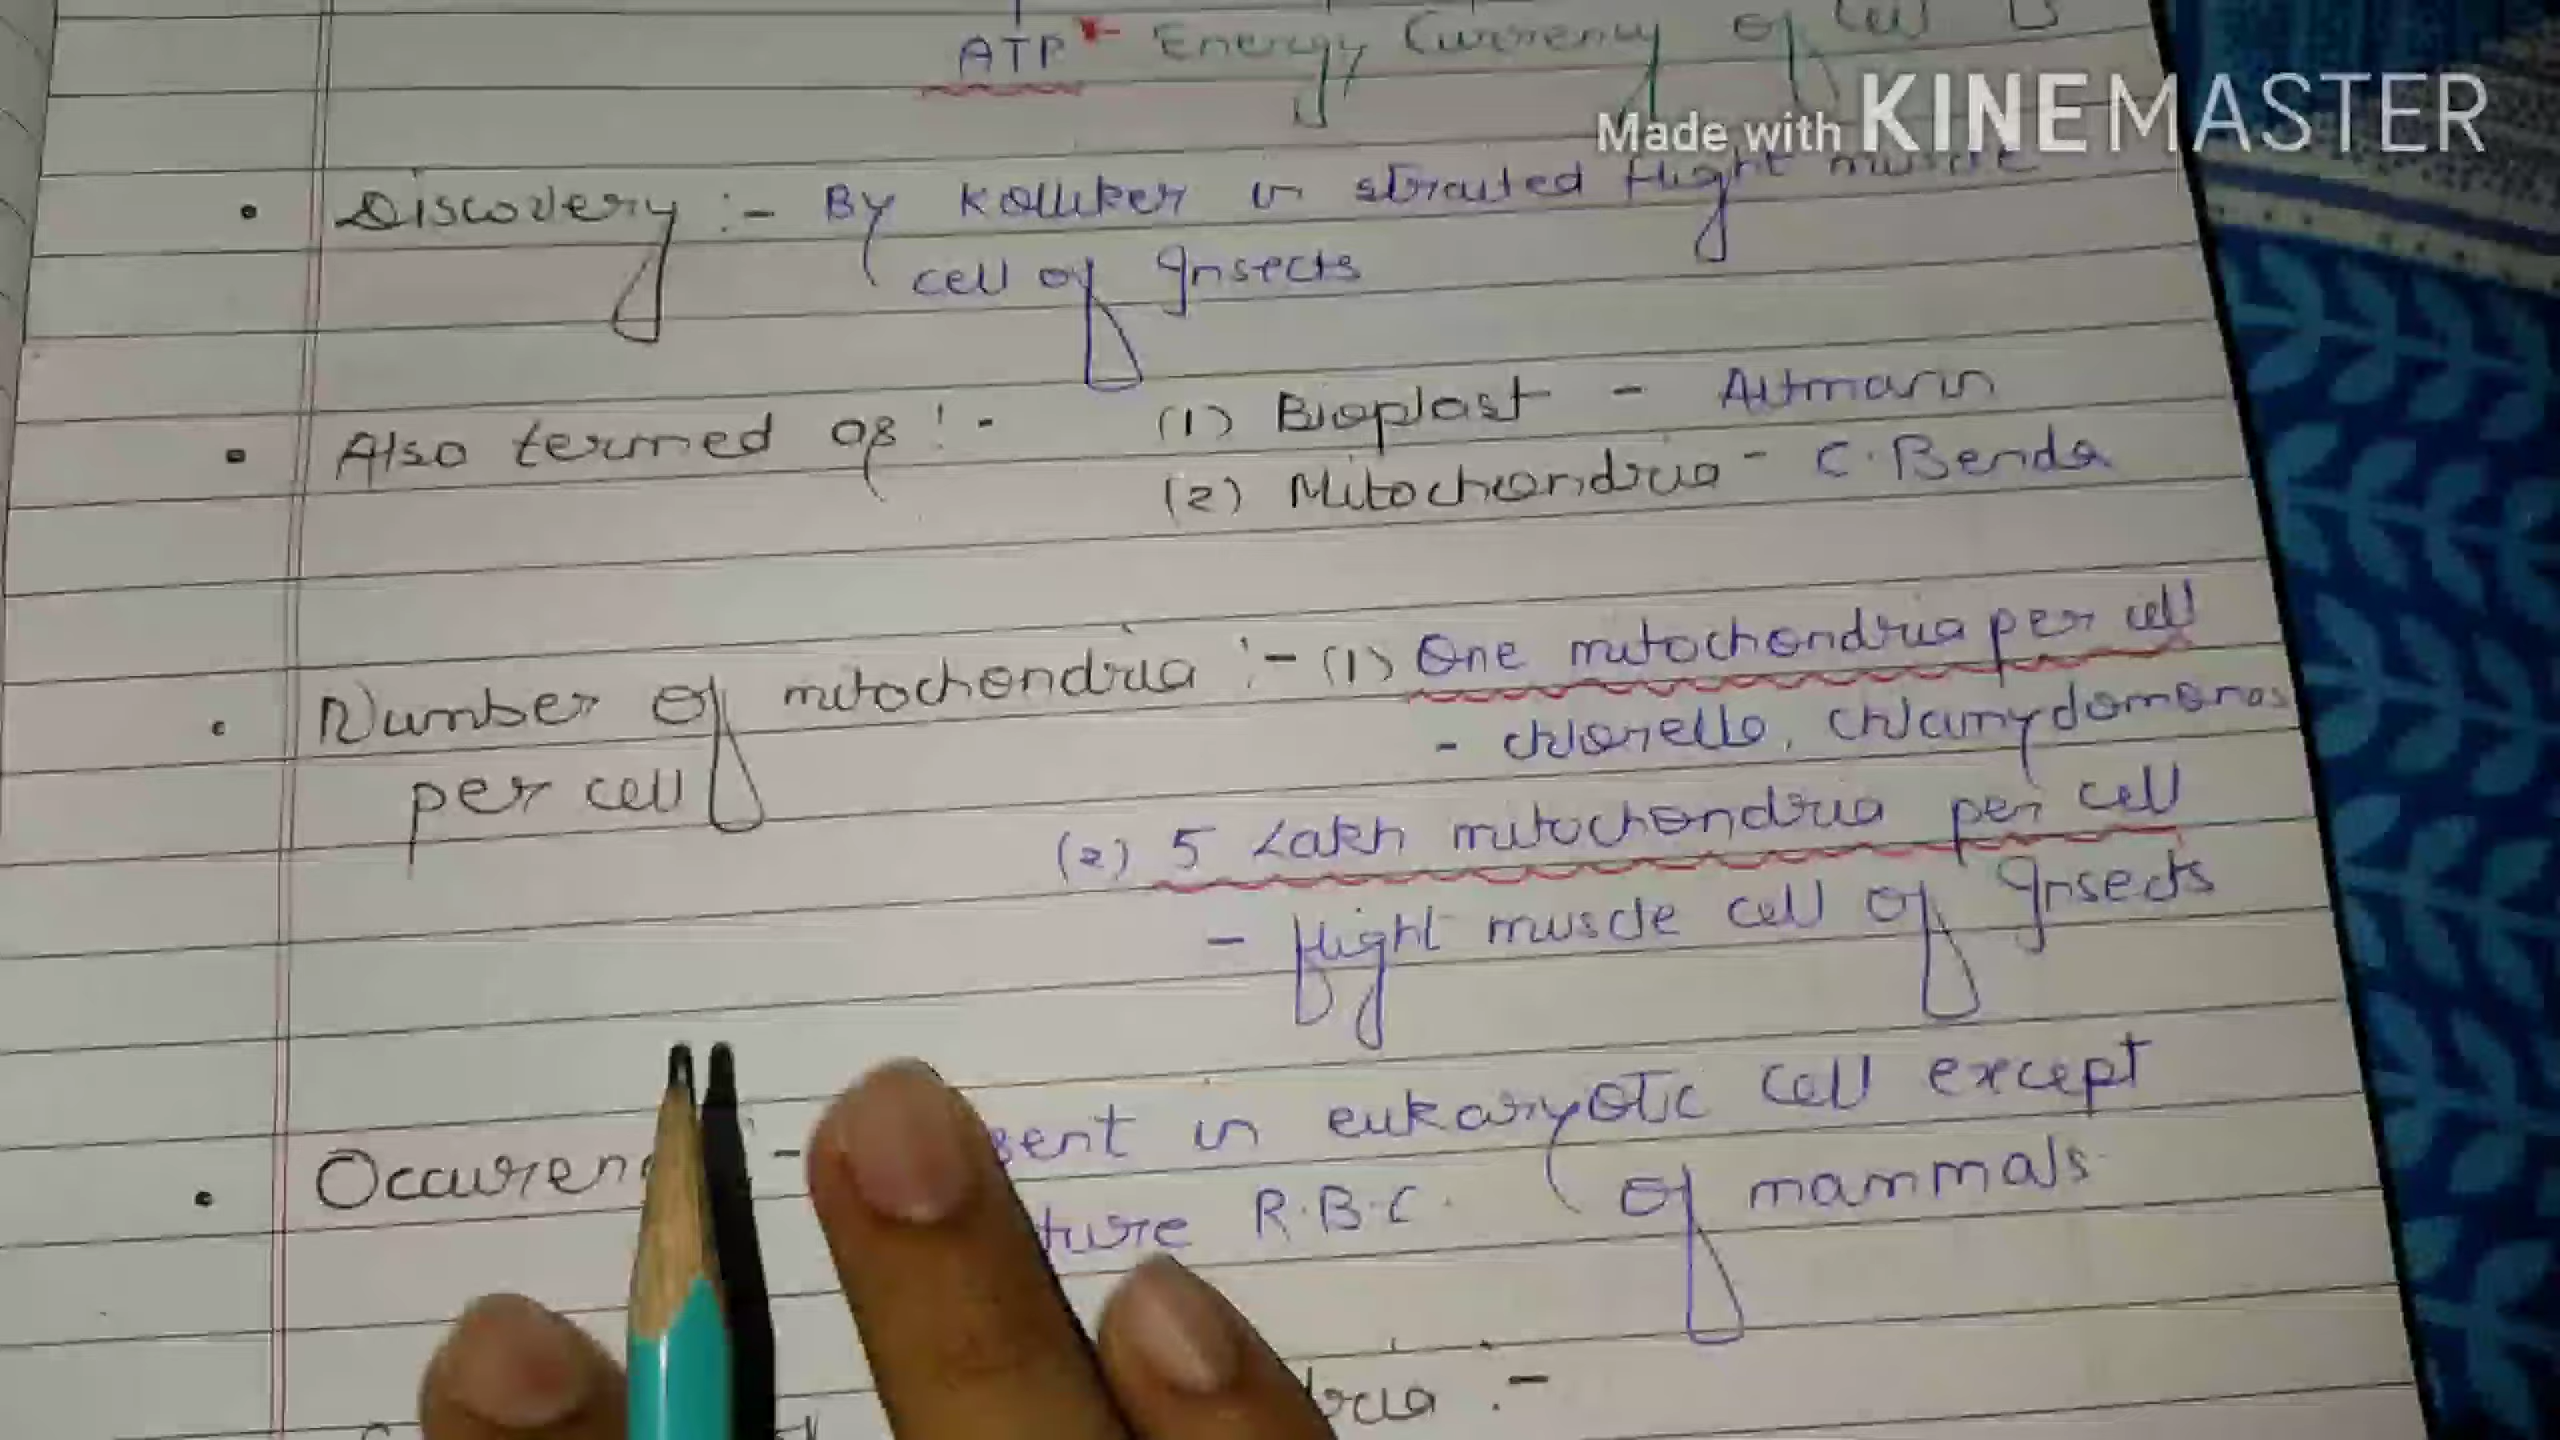 ATP ← Energy Currency of Cell
Made with KINEMASTER
• Discovery :- By Kolliker in straited flight muscle
cell of Insects
• Also termed as :- (1) Bioplast - Altmann
(2) Mitochondria - C. Benda
• Number of mitochondria :- (1) One mitochondria per cell
per cell
- chlorella, chlamydomonas
(2) 5 Lakh mitochondria per cell
- flight muscle cell of Insects
• Occuren - sent in eukaryotic cell except
ture R.B.C. of mammals
dria :-